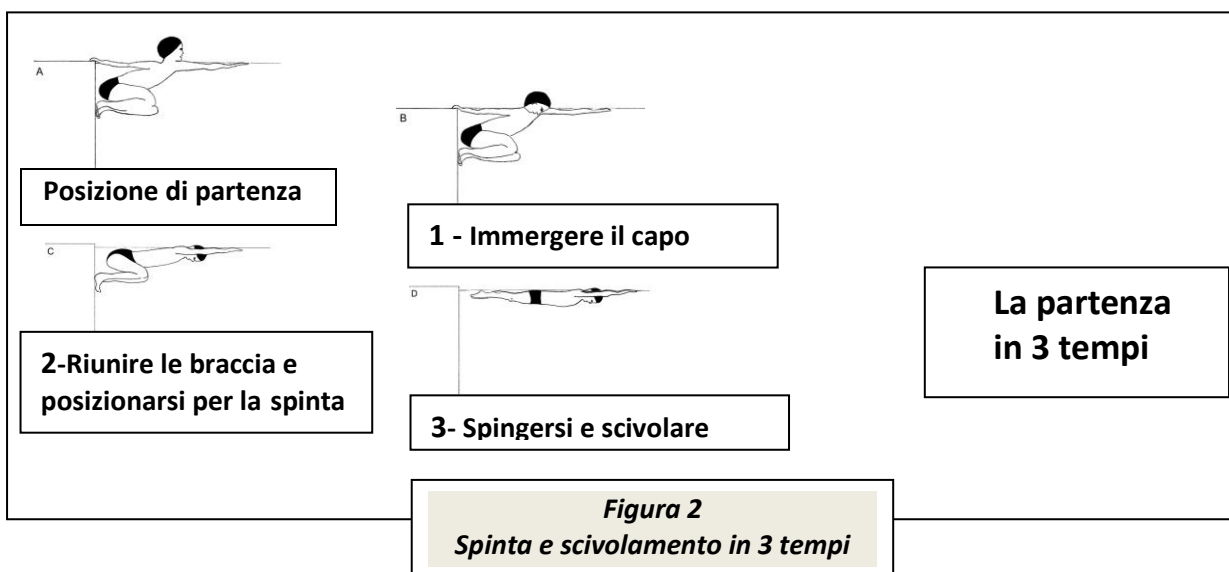 A
Posizione di partenza
B
1 - Immergere il capo
C
2-Riunire le braccia e
posizionarsi per la spinta
D
3- Spingersi e scivolare
La partenza
in 3 tempi
Figura 2
Spinta e scivolamento in 3 tempi